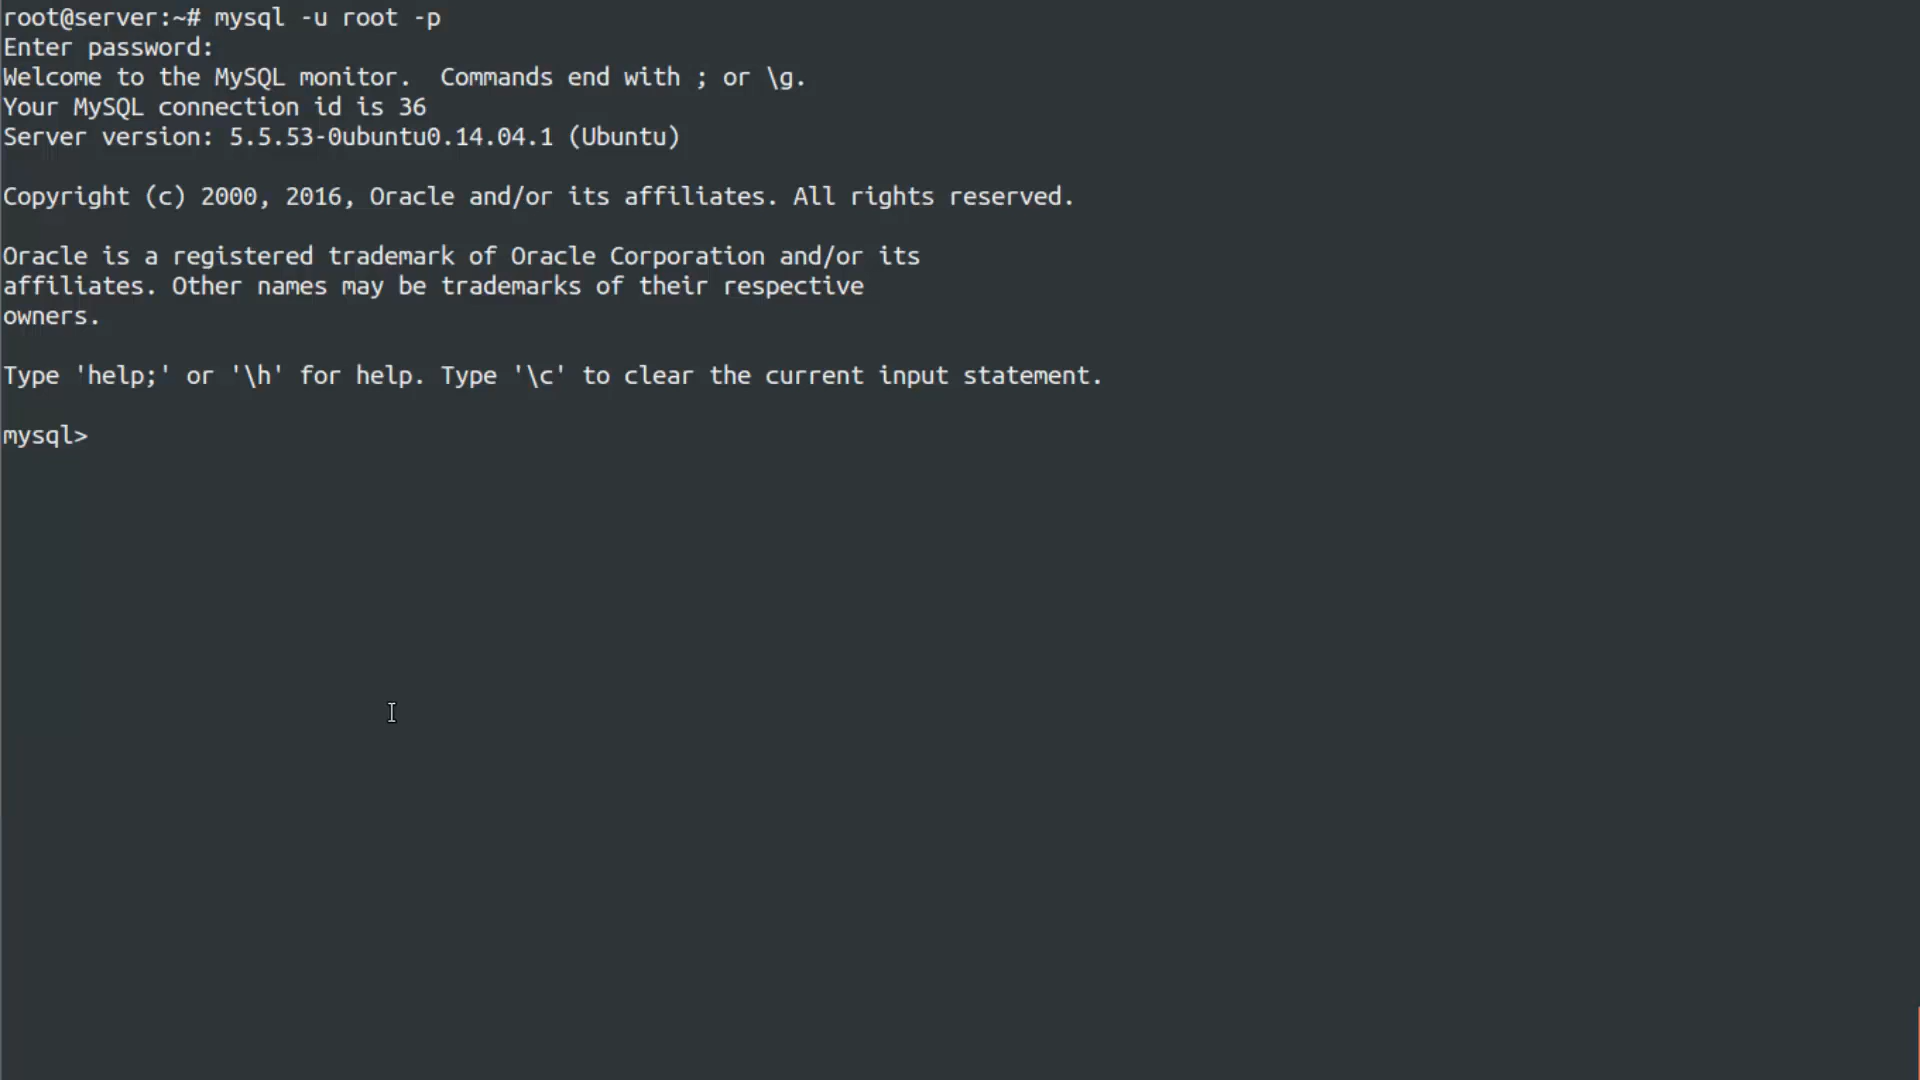 root@server:~# mysql -u root -p
Enter password:
Welcome to the MySQL monitor.  Commands end with ; or \g.
Your MySQL connection id is 36
Server version: 5.5.53-0ubuntu0.14.04.1 (Ubuntu)
Copyright (c) 2000, 2016, Oracle and/or its affiliates. All rights reserved.
Oracle is a registered trademark of Oracle Corporation and/or its
affiliates. Other names may be trademarks of their respective
owners.
Type 'help;' or '\h' for help. Type '\c' to clear the current input statement.
mysql>